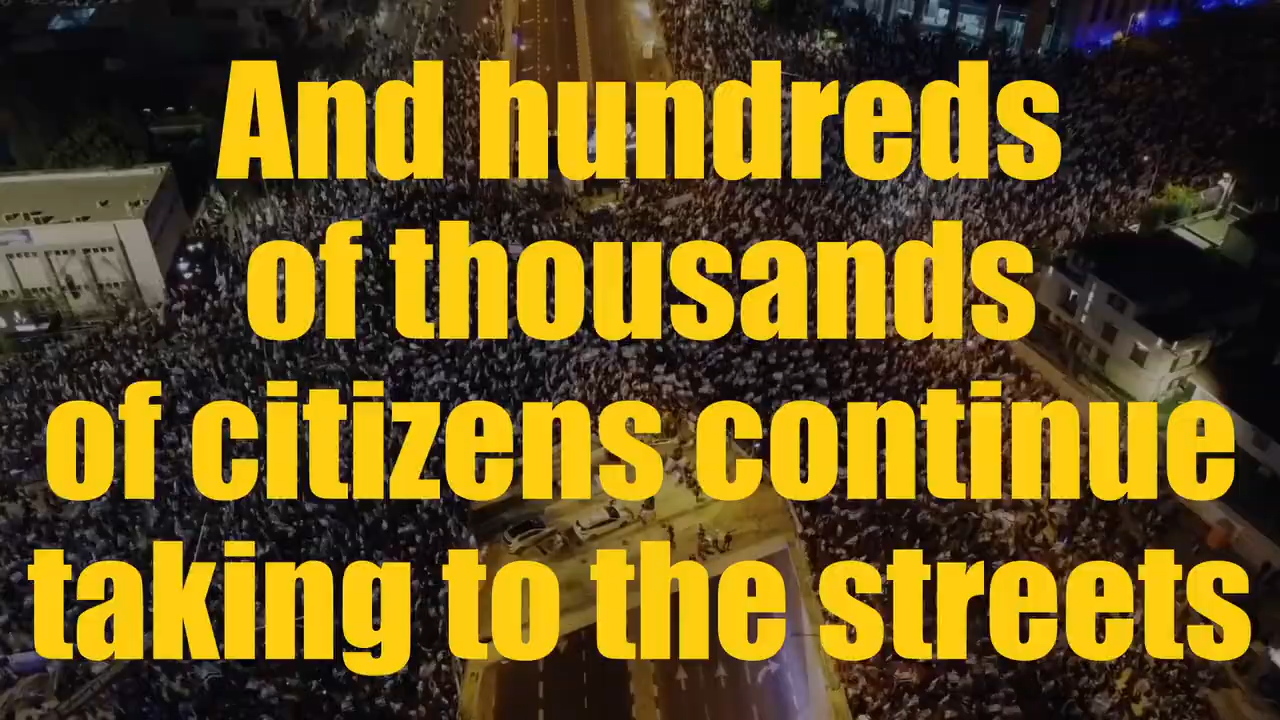 And hundreds
of thousands
of citizens continue
taking to the streets